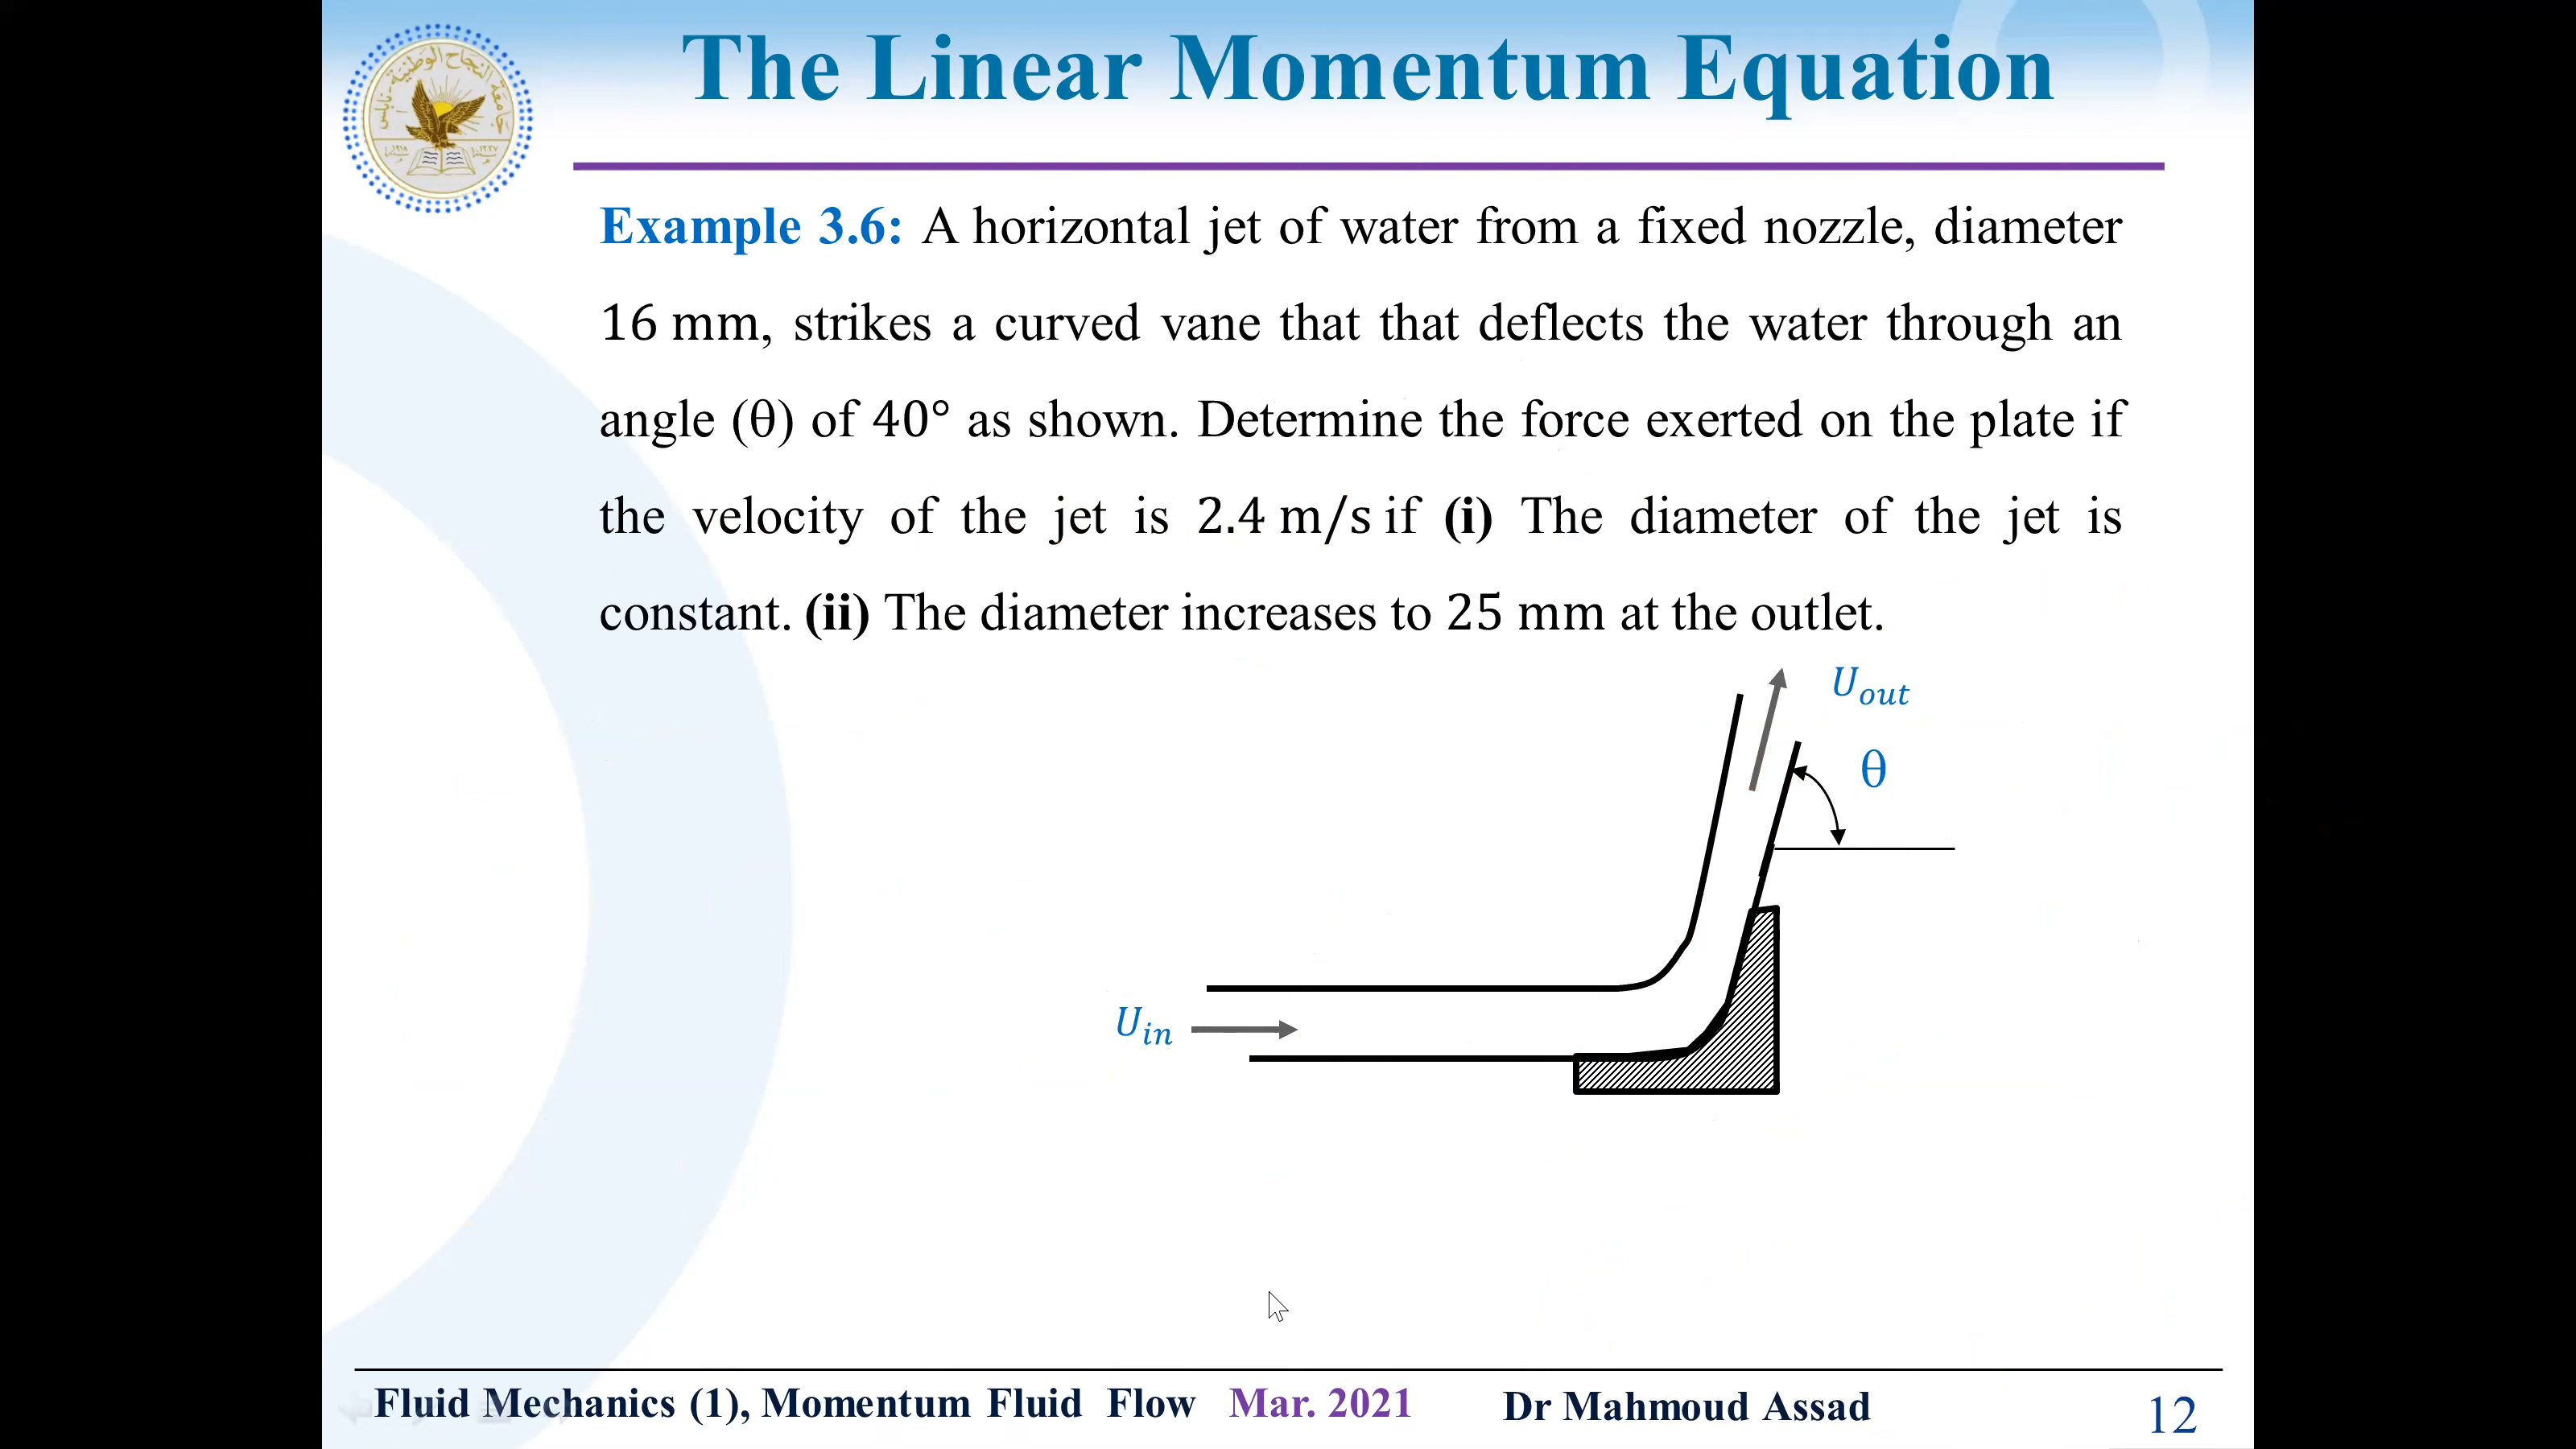 The Linear Momentum Equation
Example 3.6: A horizontal jet of water from a fixed nozzle, diameter
16 mm, strikes a curved vane that that deflects the water through an
angle (θ) of 40° as shown. Determine the force exerted on the plate if
the velocity of the jet is 2.4 m/s if (i) The diameter of the jet is
constant. (ii) The diameter increases to 25 mm at the outlet.
U_out
θ
U_in
Fluid Mechanics (1), Momentum Fluid Flow Mar. 2021 Dr Mahmoud Assad 12